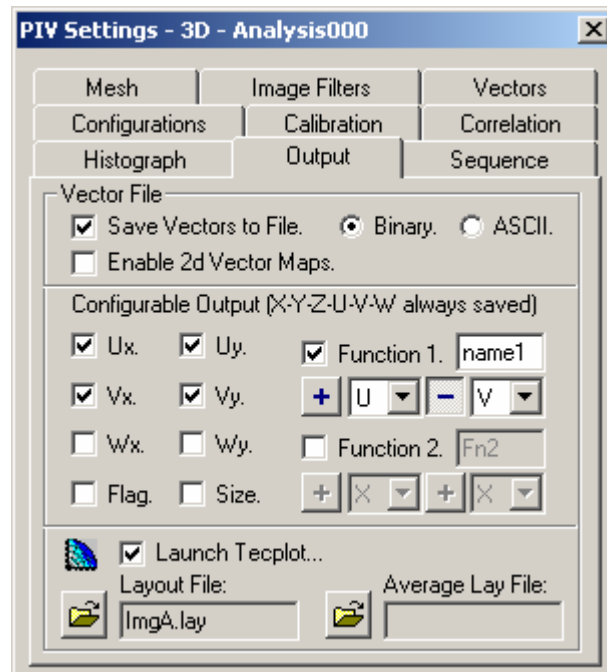 PIV Settings - 3D - Analysis000
Mesh Image Filters Vectors
Configurations Calibration Correlation
Histograph Output Sequence
Vector File
Save Vectors to File. Binary. ASCII.
Enable 2d Vector Maps.
Configurable Output (X-Y-Z-U-V-W always saved)
Ux. Uy. Function 1. name1
Vx. Vy. + U - V
Wx. Wy. Function 2. Fn2
Flag. Size. + X + X
Launch Tecplot...
Layout File: Average Lay File:
ImgA.lay